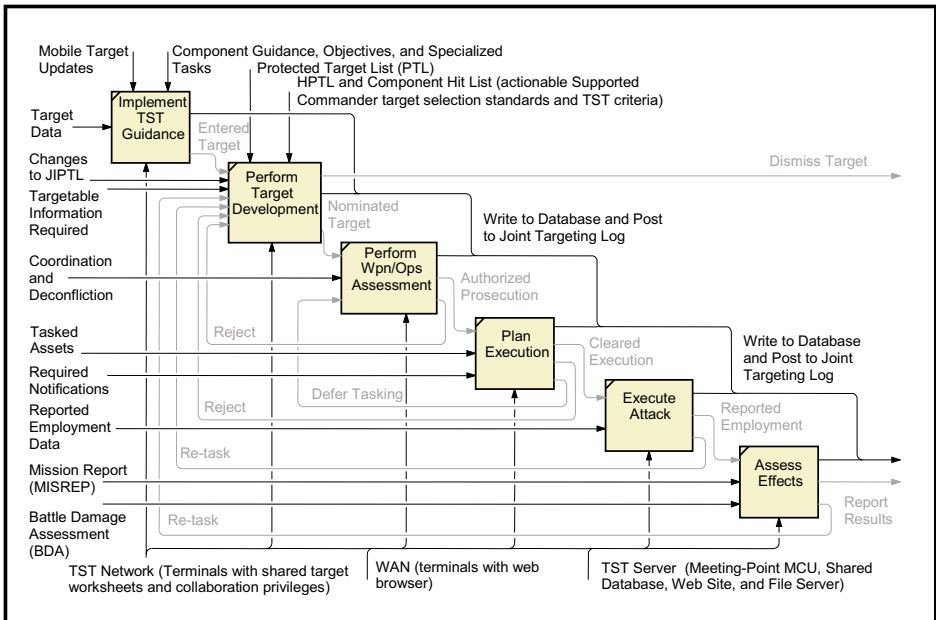 Mobile Target
Updates
Component Guidance, Objectives, and Specialized
Tasks
Protected Target List (PTL)
HPTL and Component Hit List (actionable Supported
Commander target selection standards and TST criteria)
Implement
TST
Guidance
Target
Data
Entered
Target
Changes
to JIPTL
Perform
Target
Development
Dismiss Target
Targetable
Information
Required
Nominated
Target
Write to Database and Post
to Joint Targeting Log
Coordination
and
Deconfliction
Perform
Wpn/Ops
Assessment
Authorized
Prosecution
Tasked
Assets
Reject
Plan
Execution
Cleared
Execution
Write to Database
and Post to Joint
Targeting Log
Required
Notifications
Defer Tasking
Reported
Employment
Data
Reject
Execute
Attack
Reported
Employment
Re-task
Mission Report
(MISREP)
Assess
Effects
Battle Damage
Assessment
(BDA)
Re-task
Report
Results
TST Network (Terminals with shared target
worksheets and collaboration privileges)
WAN (terminals with web
browser)
TST Server (Meeting-Point MCU, Shared
Database, Web Site, and File Server)